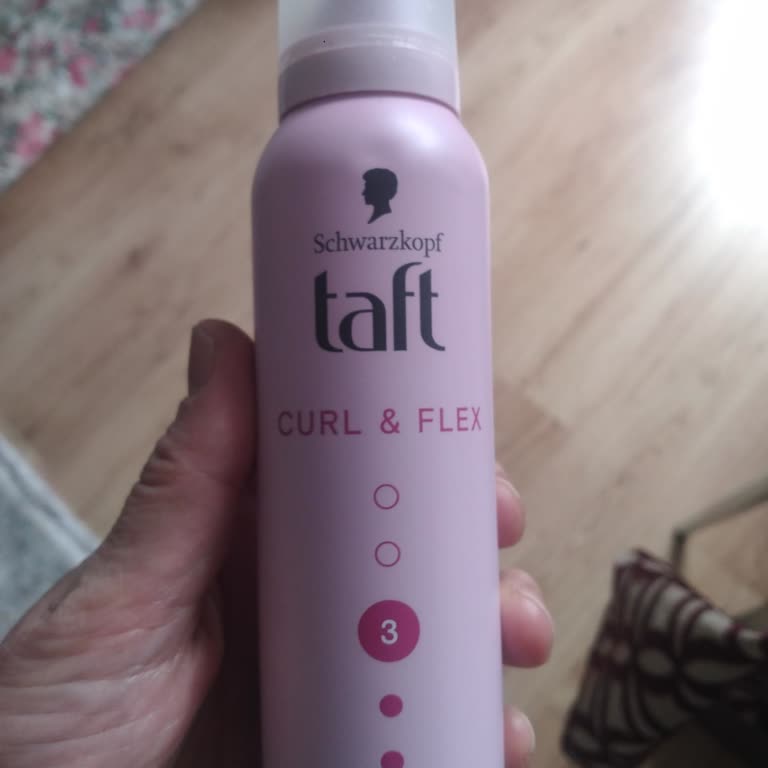 Schwarzkopf
taft
CURL & FLEX
3